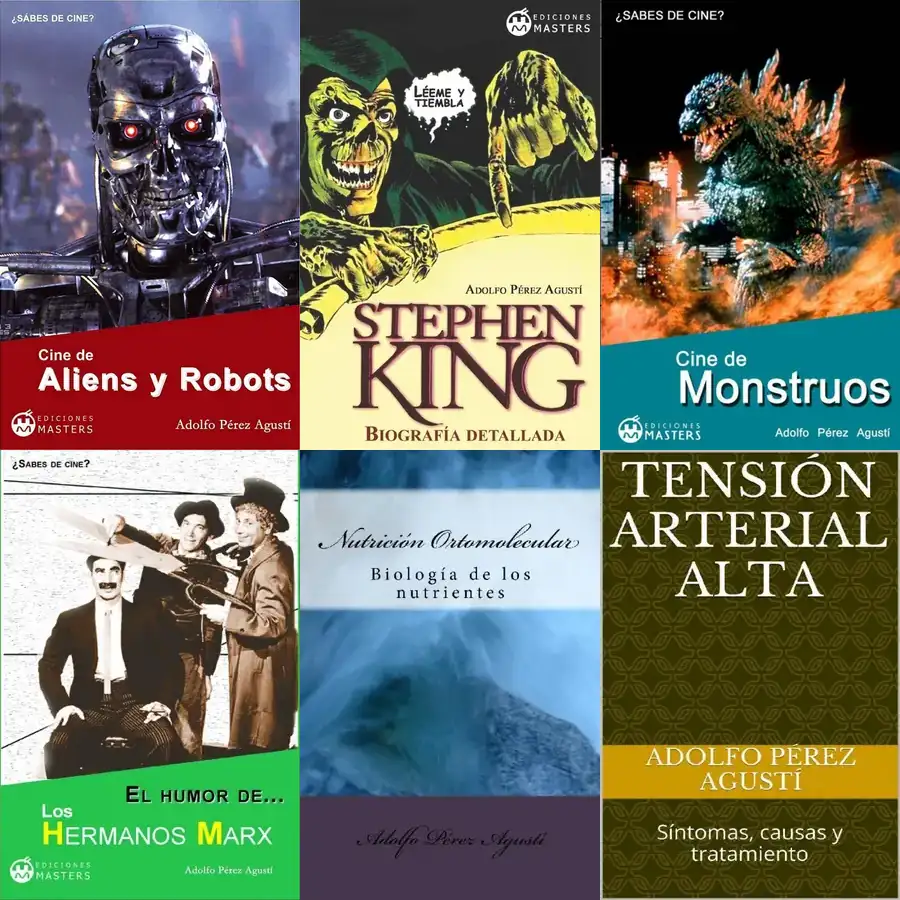 ¿SÁBES DE CINE?
Cine de
Aliens y Robots
EDICIONES
MASTERS
Adolfo Pérez Agustí
EDICIONES
MASTERS
LÉEME Y
TIEMBLA
ADOLFO PÉREZ AGUSTÍ
STEPHEN
KING
BIOGRAFÍA DETALLADA
¿SABES DE CINE?
Cine de
Monstruos
EDICIONES
MASTERS
Adolfo Pérez Agustí
¿SABES DE CINE?
EL HUMOR DE...
Los
HERMANOS MARX
EDICIONES
MASTERS
Adolfo Pérez Agustí
Nutrición Ortomolecular
Biología de los
nutrientes
Adolfo Pérez Agustí
TENSIÓN
ARTERIAL
ALTA
ADOLFO PÉREZ
AGUSTÍ
Síntomas, causas y
tratamiento